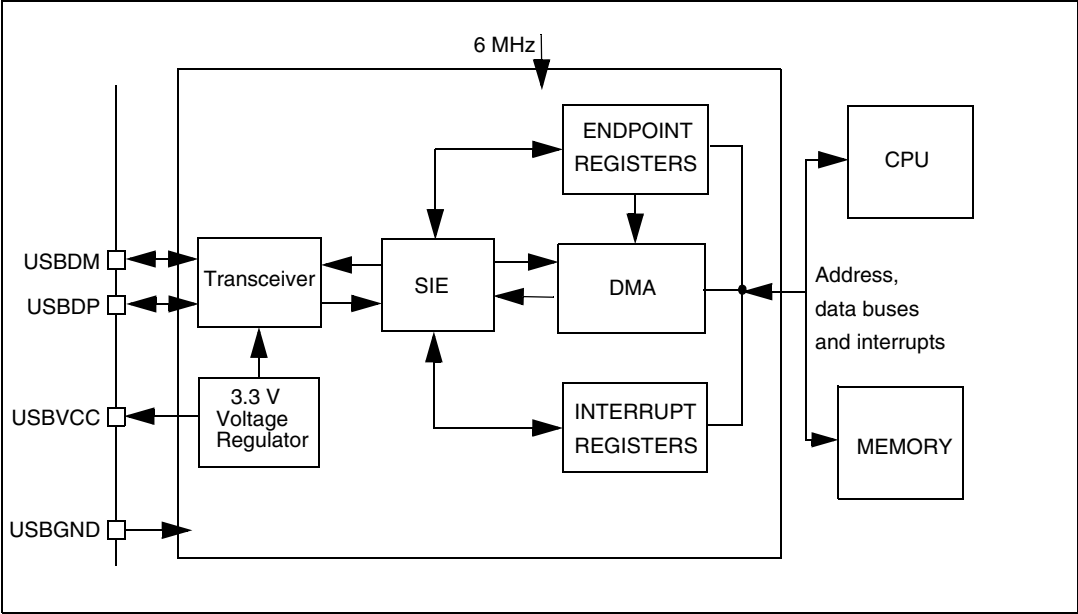 6 MHz
ENDPOINT
REGISTERS
CPU
USBDM
Transceiver
SIE
DMA
Address,
data buses
and interrupts
USBDP
3.3 V
Voltage
Regulator
USBVCC
INTERRUPT
REGISTERS
MEMORY
USBGND